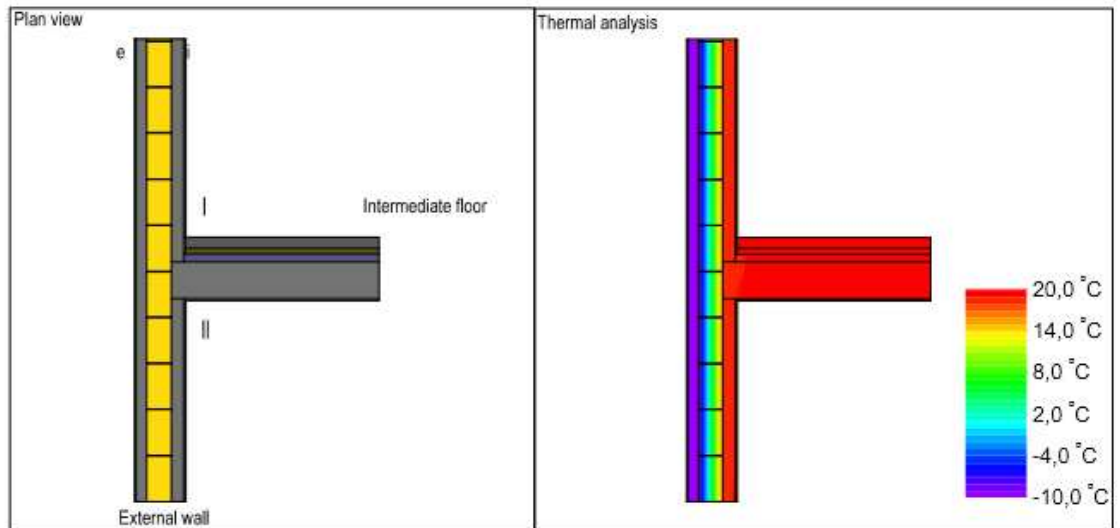 Plan view
e
i
I
Intermediate floor
II
External wall
Thermal analysis
20,0 °C
14,0 °C
8,0 °C
2,0 °C
-4,0 °C
-10,0 °C